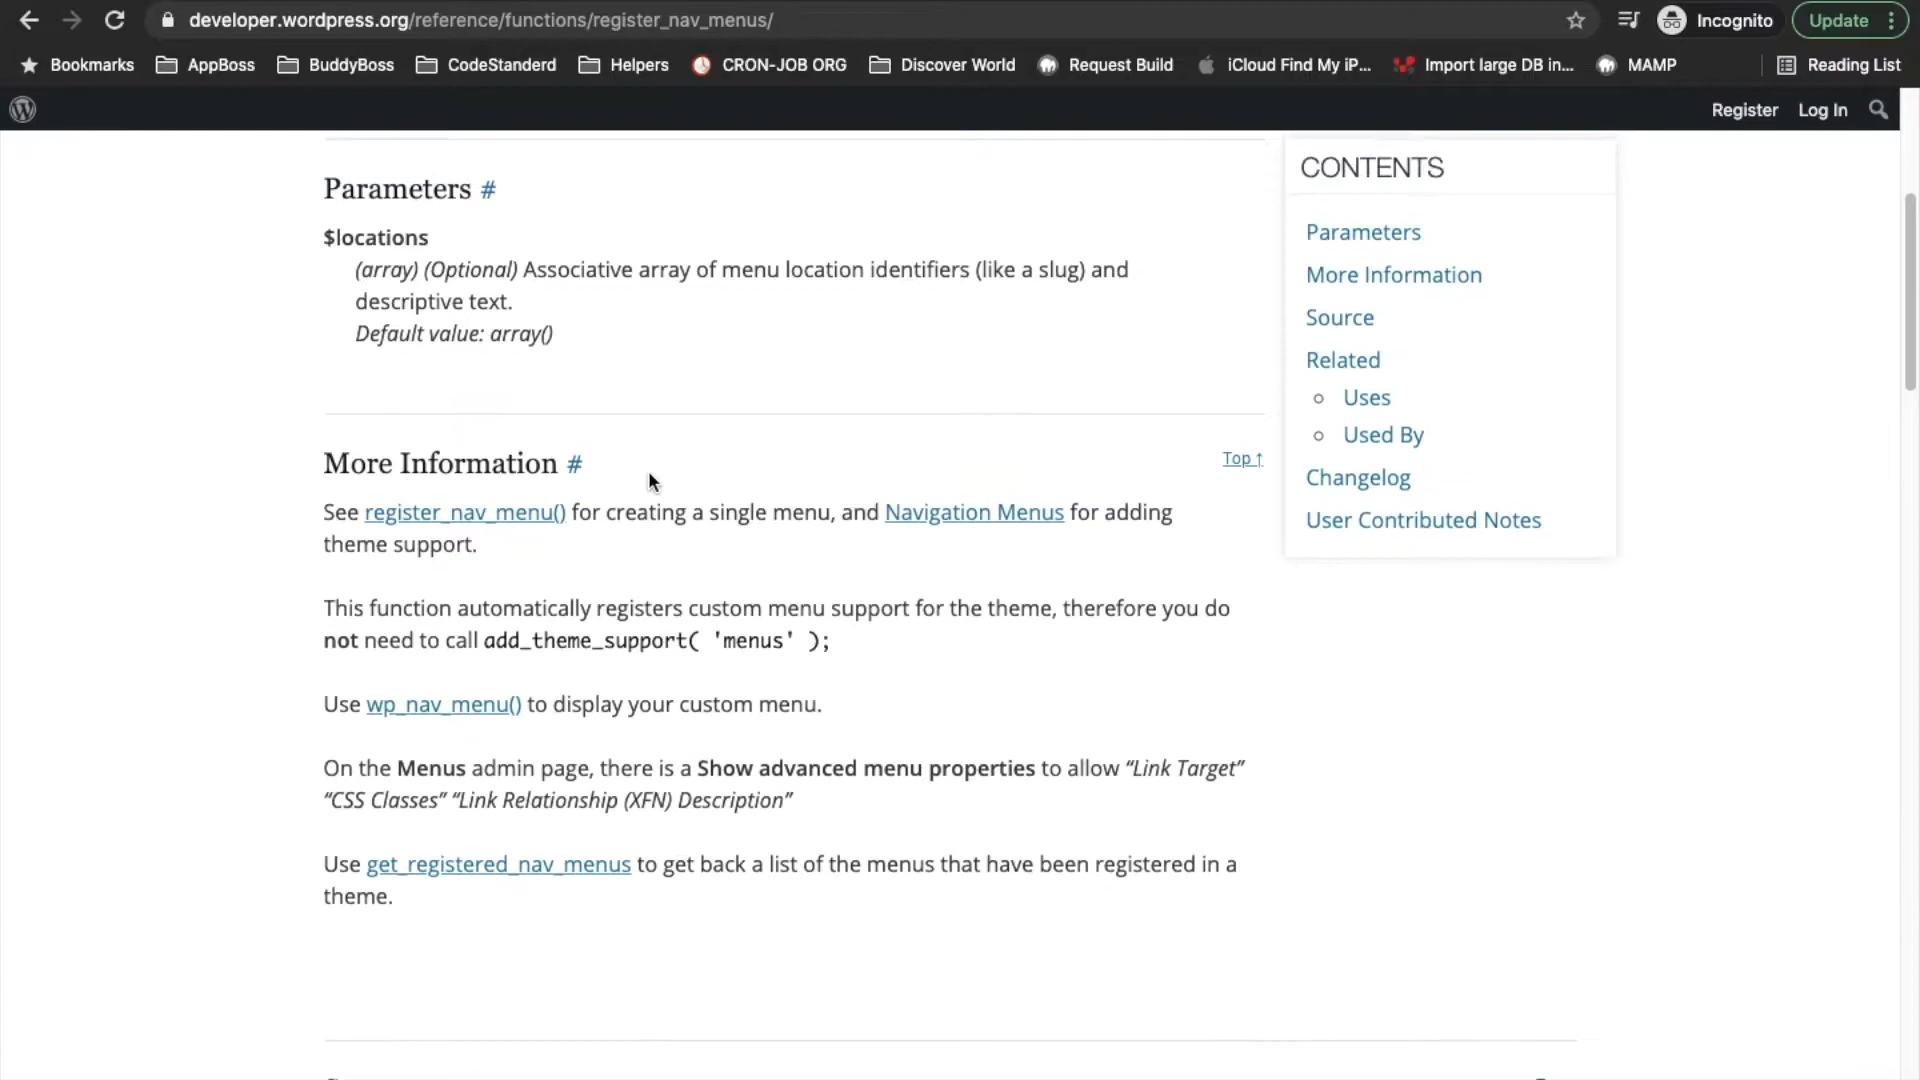 developer.wordpress.org/reference/functions/register_nav_menus/
Incognito
Update
Bookmarks
AppBoss
BuddyBoss
CodeStanderd
Helpers
CRON-JOB ORG
Discover World
Request Build
iCloud Find My iP...
Import large DB in...
MAMP
Reading List
Register
Log In
Parameters #
$locations
(array) (Optional) Associative array of menu location identifiers (like a slug) and
descriptive text.
Default value: array()
More Information #
Top ↑
See register_nav_menu() for creating a single menu, and Navigation Menus for adding
theme support.
This function automatically registers custom menu support for the theme, therefore you do
not need to call add_theme_support( 'menus' );
Use wp_nav_menu() to display your custom menu.
On the Menus admin page, there is a Show advanced menu properties to allow “Link Target”
“CSS Classes” “Link Relationship (XFN) Description”
Use get_registered_nav_menus to get back a list of the menus that have been registered in a
theme.
CONTENTS
Parameters
More Information
Source
Related
Uses
Used By
Changelog
User Contributed Notes